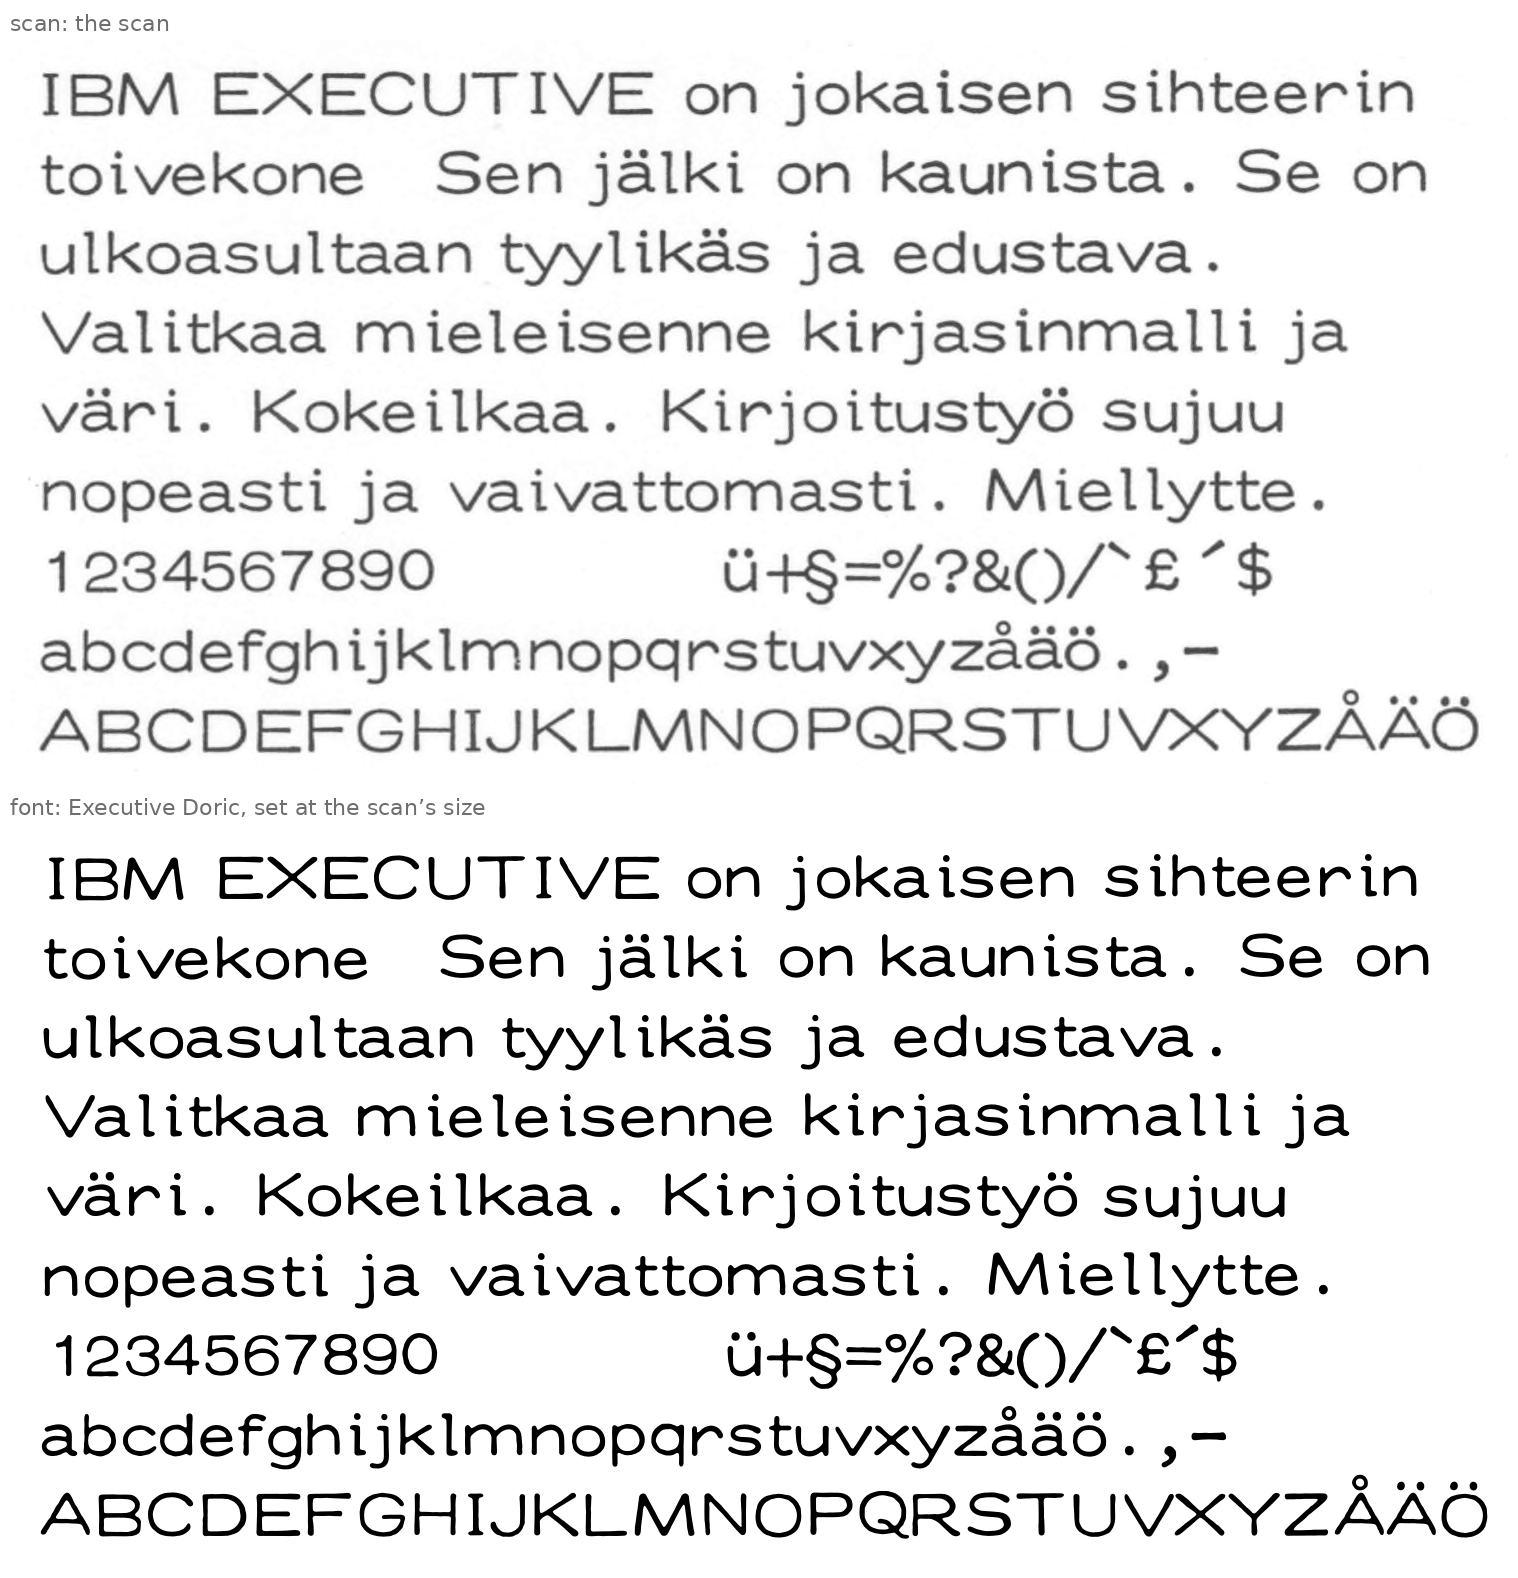 scan: the scan
IBM EXECUTIVE on jokaisen sihteerin
toivekone   Sen jälki on kaunista. Se on
ulkoasultaan tyylikäs ja edustava.
Valitkaa mieleisenne kirjasinmalli ja
väri. Kokeilkaa. Kirjoitustyö sujuu
nopeasti ja vaivattomasti. Miellytte.
1234567890   ü+§=%?&()/`£´$
abcdefghijklmnopqrstuvxyzåäö.,-
ABCDEFGHIJKLMNOPQRSTUVXYZÅÄÖ
font: Executive Doric, set at the scan’s size
IBM EXECUTIVE on jokaisen sihteerin
toivekone   Sen jälki on kaunista. Se on
ulkoasultaan tyylikäs ja edustava.
Valitkaa mieleisenne kirjasinmalli ja
väri. Kokeilkaa. Kirjoitustyö sujuu
nopeasti ja vaivattomasti. Miellytte.
1234567890   ü+§=%?&()/`£´$
abcdefghijklmnopqrstuvxyzåäö.,-
ABCDEFGHIJKLMNOPQRSTUVXYZÅÄÖ